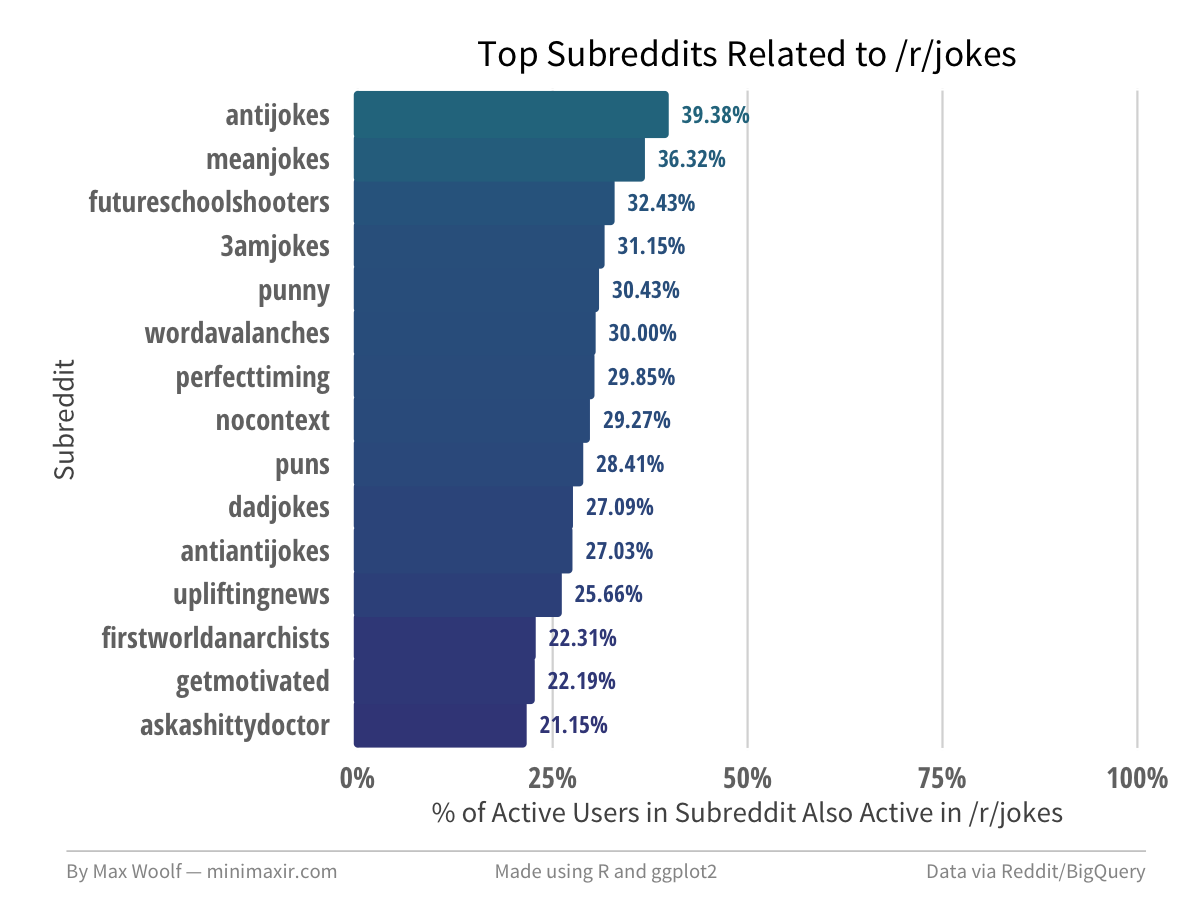 Top Subreddits Related to /r/jokes
antijokes 39.38%
meanjokes 36.32%
futureschoolshooters 32.43%
3amjokes 31.15%
punny 30.43%
wordavalanches 30.00%
perfecttiming 29.85%
nocontext 29.27%
puns 28.41%
dadjokes 27.09%
antiantijokes 27.03%
upliftingnews 25.66%
firstworldanarchists 22.31%
getmotivated 22.19%
askashittydoctor 21.15%
Subreddit
0% 25% 50% 75% 100%
% of Active Users in Subreddit Also Active in /r/jokes
By Max Woolf — minimaxir.com Made using R and ggplot2 Data via Reddit/BigQuery